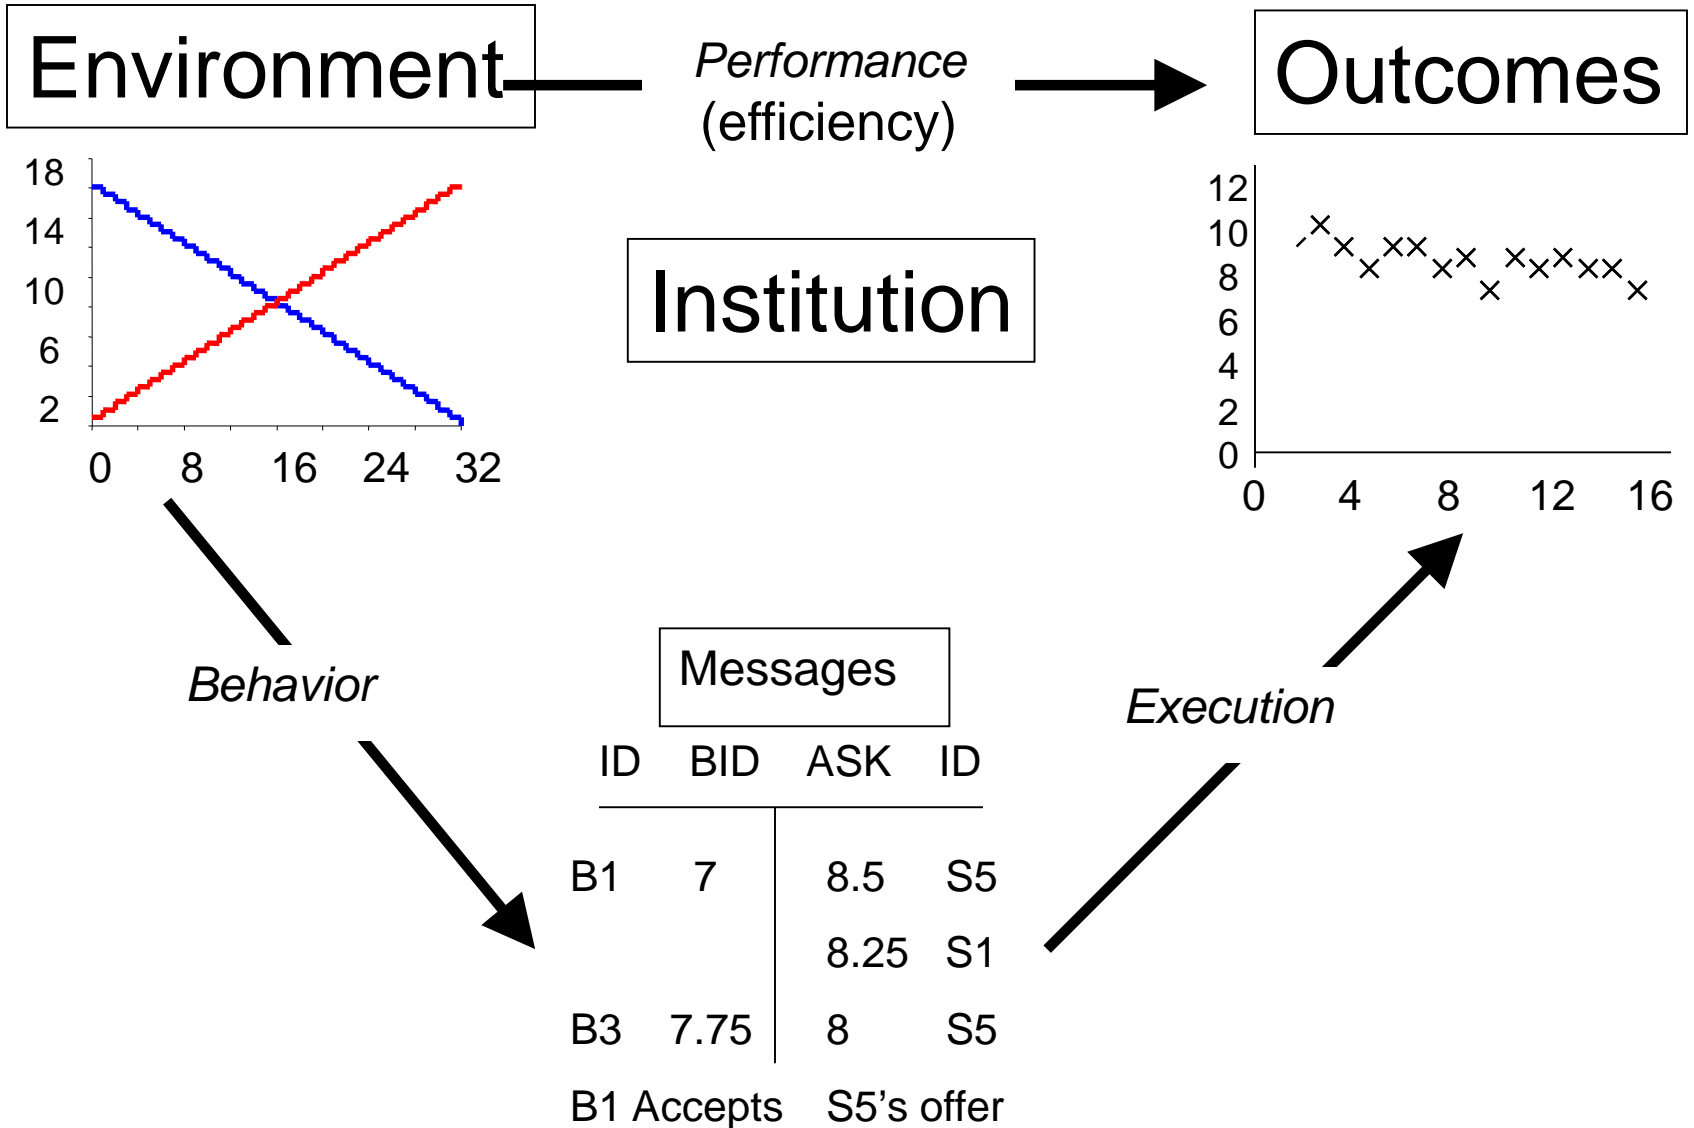 Environment
Performance
(efficiency)
Outcomes
18
14
10
6
2
0 8 16 24 32
Institution
12
10
8
6
4
2
0
0 4 8 12 16
Behavior
Messages
Execution
ID BID ASK ID
B1 7 8.5 S5
8.25 S1
B3 7.75 8 S5
B1 Accepts S5's offer